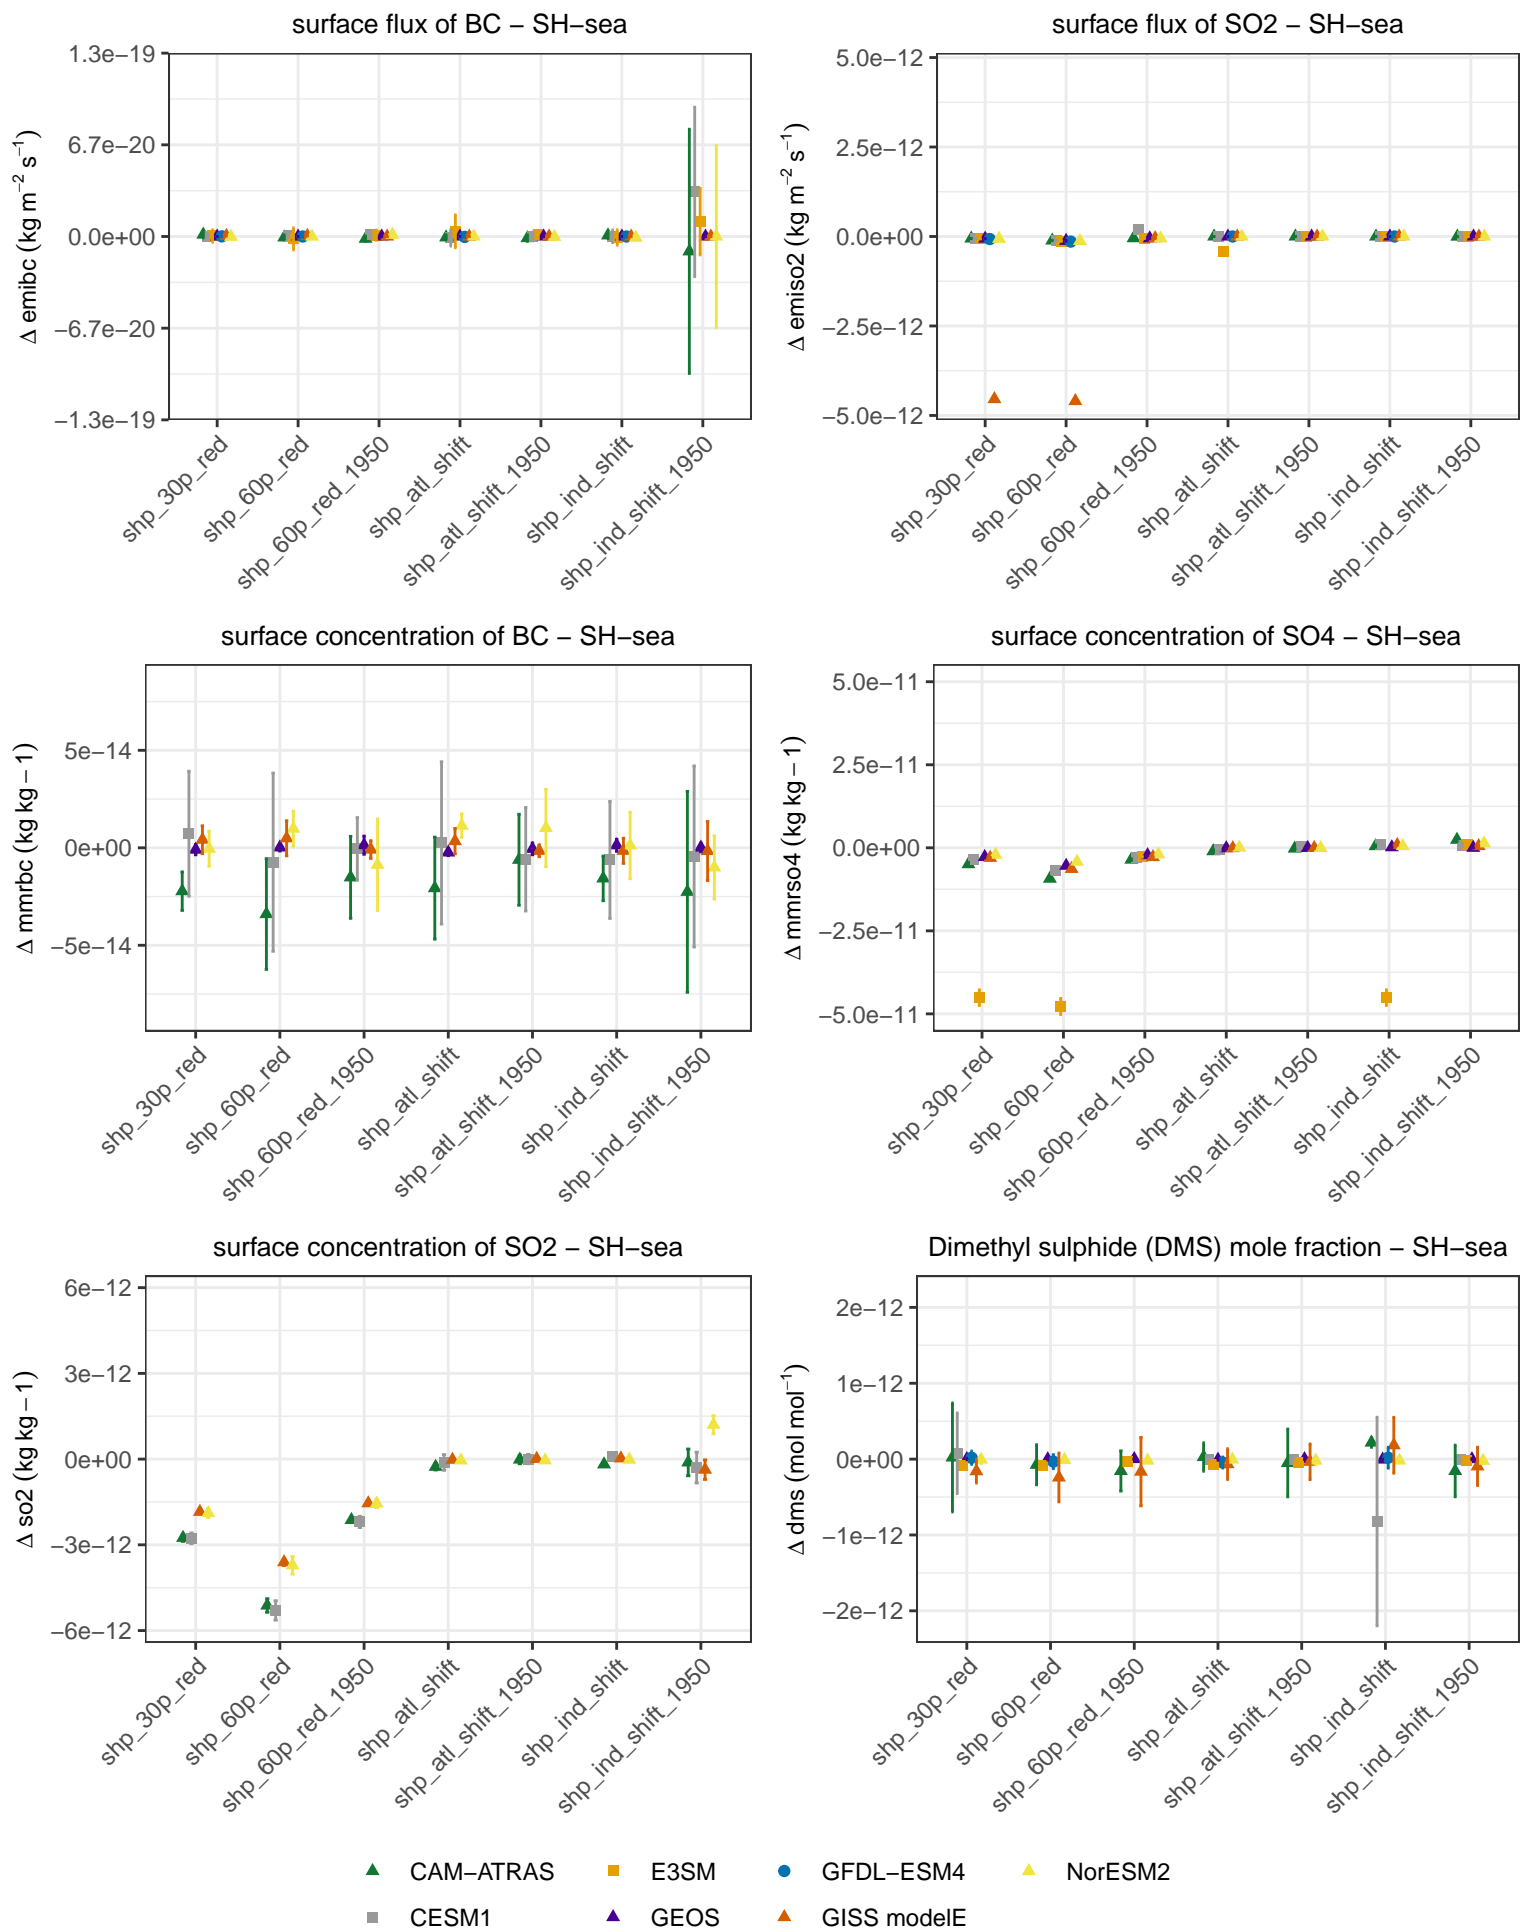 surface flux of BC − SH−sea
1.3e−19
6.7e−20
0.0e+00
−6.7e−20
−1.3e−19
Δ emibc (kg m⁻² s⁻¹)
shp_30p_red
shp_60p_red
shp_60p_red_1950
shp_atl_shift
shp_atl_shift_1950
shp_ind_shift
shp_ind_shift_1950
surface flux of SO2 − SH−sea
5.0e−12
2.5e−12
0.0e+00
−2.5e−12
−5.0e−12
Δ emiso2 (kg m⁻² s⁻¹)
shp_30p_red
shp_60p_red
shp_60p_red_1950
shp_atl_shift
shp_atl_shift_1950
shp_ind_shift
shp_ind_shift_1950
surface concentration of BC − SH−sea
5e−14
0e+00
−5e−14
Δ mmrbc (kg kg − 1)
shp_30p_red
shp_60p_red
shp_60p_red_1950
shp_atl_shift
shp_atl_shift_1950
shp_ind_shift
shp_ind_shift_1950
surface concentration of SO4 − SH−sea
5.0e−11
2.5e−11
0.0e+00
−2.5e−11
−5.0e−11
Δ mmrso4 (kg kg − 1)
shp_30p_red
shp_60p_red
shp_60p_red_1950
shp_atl_shift
shp_atl_shift_1950
shp_ind_shift
shp_ind_shift_1950
surface concentration of SO2 − SH−sea
6e−12
3e−12
0e+00
−3e−12
−6e−12
Δ so2 (kg kg − 1)
shp_30p_red
shp_60p_red
shp_60p_red_1950
shp_atl_shift
shp_atl_shift_1950
shp_ind_shift
shp_ind_shift_1950
Dimethyl sulphide (DMS) mole fraction − SH−sea
2e−12
1e−12
0e+00
−1e−12
−2e−12
Δ dms (mol mol⁻¹)
shp_30p_red
shp_60p_red
shp_60p_red_1950
shp_atl_shift
shp_atl_shift_1950
shp_ind_shift
shp_ind_shift_1950
CAM−ATRAS E3SM GFDL−ESM4 NorESM2
CESM1 GEOS GISS modelE